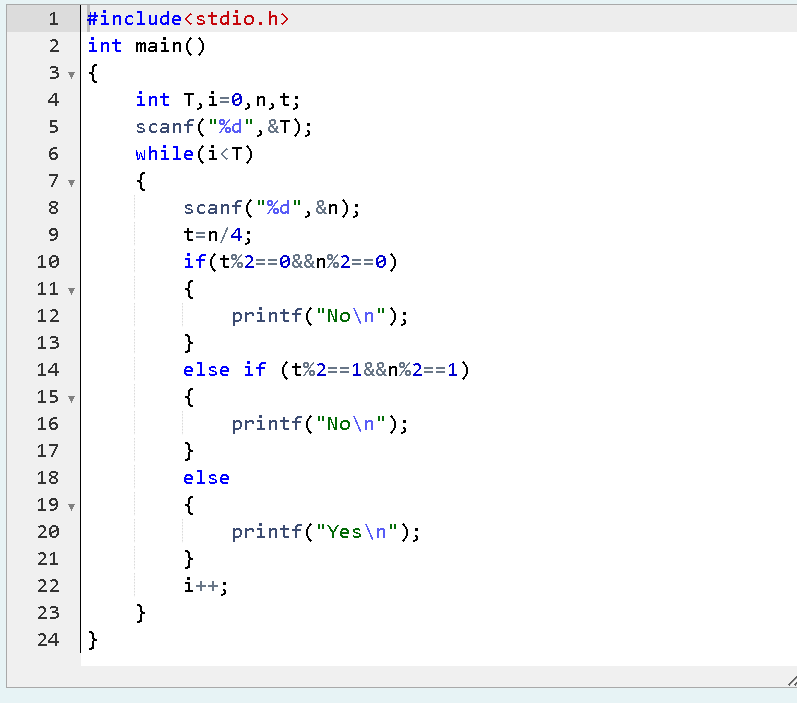 1 #include<stdio.h>
2 int main()
3 {
4 int T,i=0,n,t;
5 scanf("%d",&T);
6 while(i<T)
7 {
8 scanf("%d",&n);
9 t=n/4;
10 if(t%2==0&&n%2==0)
11 {
12 printf("No\n");
13 }
14 else if (t%2==1&&n%2==1)
15 {
16 printf("No\n");
17 }
18 else
19 {
20 printf("Yes\n");
21 }
22 i++;
23 }
24 }